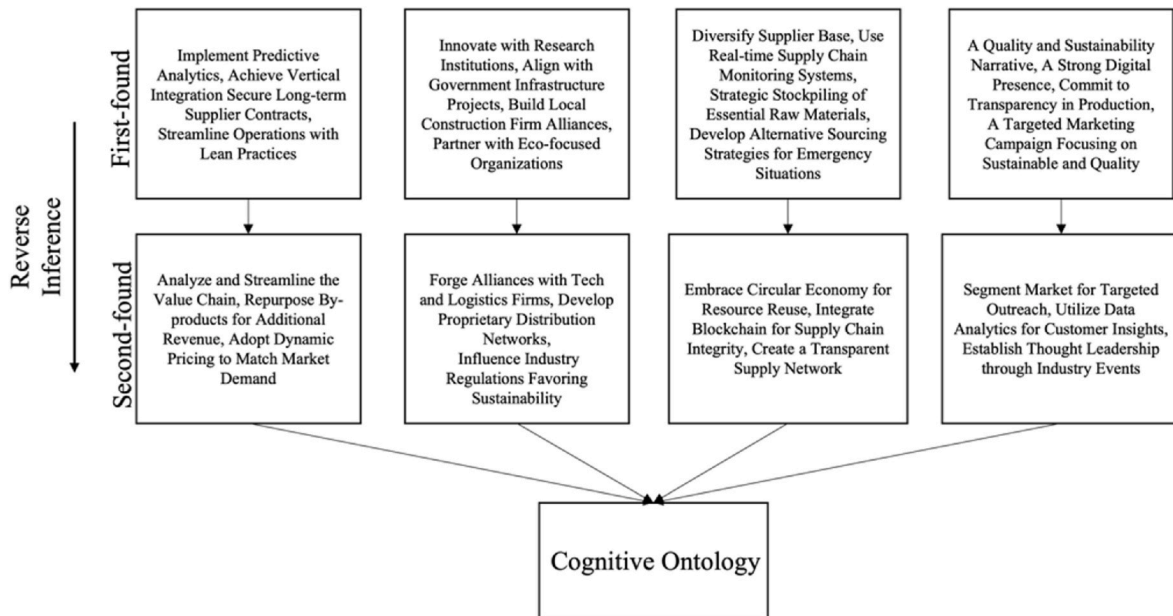 Reverse
Inference
First-found
Implement Predictive
Analytics, Achieve Vertical
Integration Secure Long-term
Supplier Contracts,
Streamline Operations with
Lean Practices
Innovate with Research
Institutions, Align with
Government Infrastructure
Projects, Build Local
Construction Firm Alliances,
Partner with Eco-focused
Organizations
Diversify Supplier Base, Use
Real-time Supply Chain
Monitoring Systems,
Strategic Stockpiling of
Essential Raw Materials,
Develop Alternative Sourcing
Strategies for Emergency
Situations
A Quality and Sustainability
Narrative, A Strong Digital
Presence, Commit to
Transparency in Production,
A Targeted Marketing
Campaign Focusing on
Sustainable and Quality
Second-found
Analyze and Streamline the
Value Chain, Repurpose By-
products for Additional
Revenue, Adopt Dynamic
Pricing to Match Market
Demand
Forge Alliances with Tech
and Logistics Firms, Develop
Proprietary Distribution
Networks,
Influence Industry
Regulations Favoring
Sustainability
Embrace Circular Economy for
Resource Reuse, Integrate
Blockchain for Supply Chain
Integrity, Create a Transparent
Supply Network
Segment Market for Targeted
Outreach, Utilize Data
Analytics for Customer Insights,
Establish Thought Leadership
through Industry Events
Cognitive Ontology